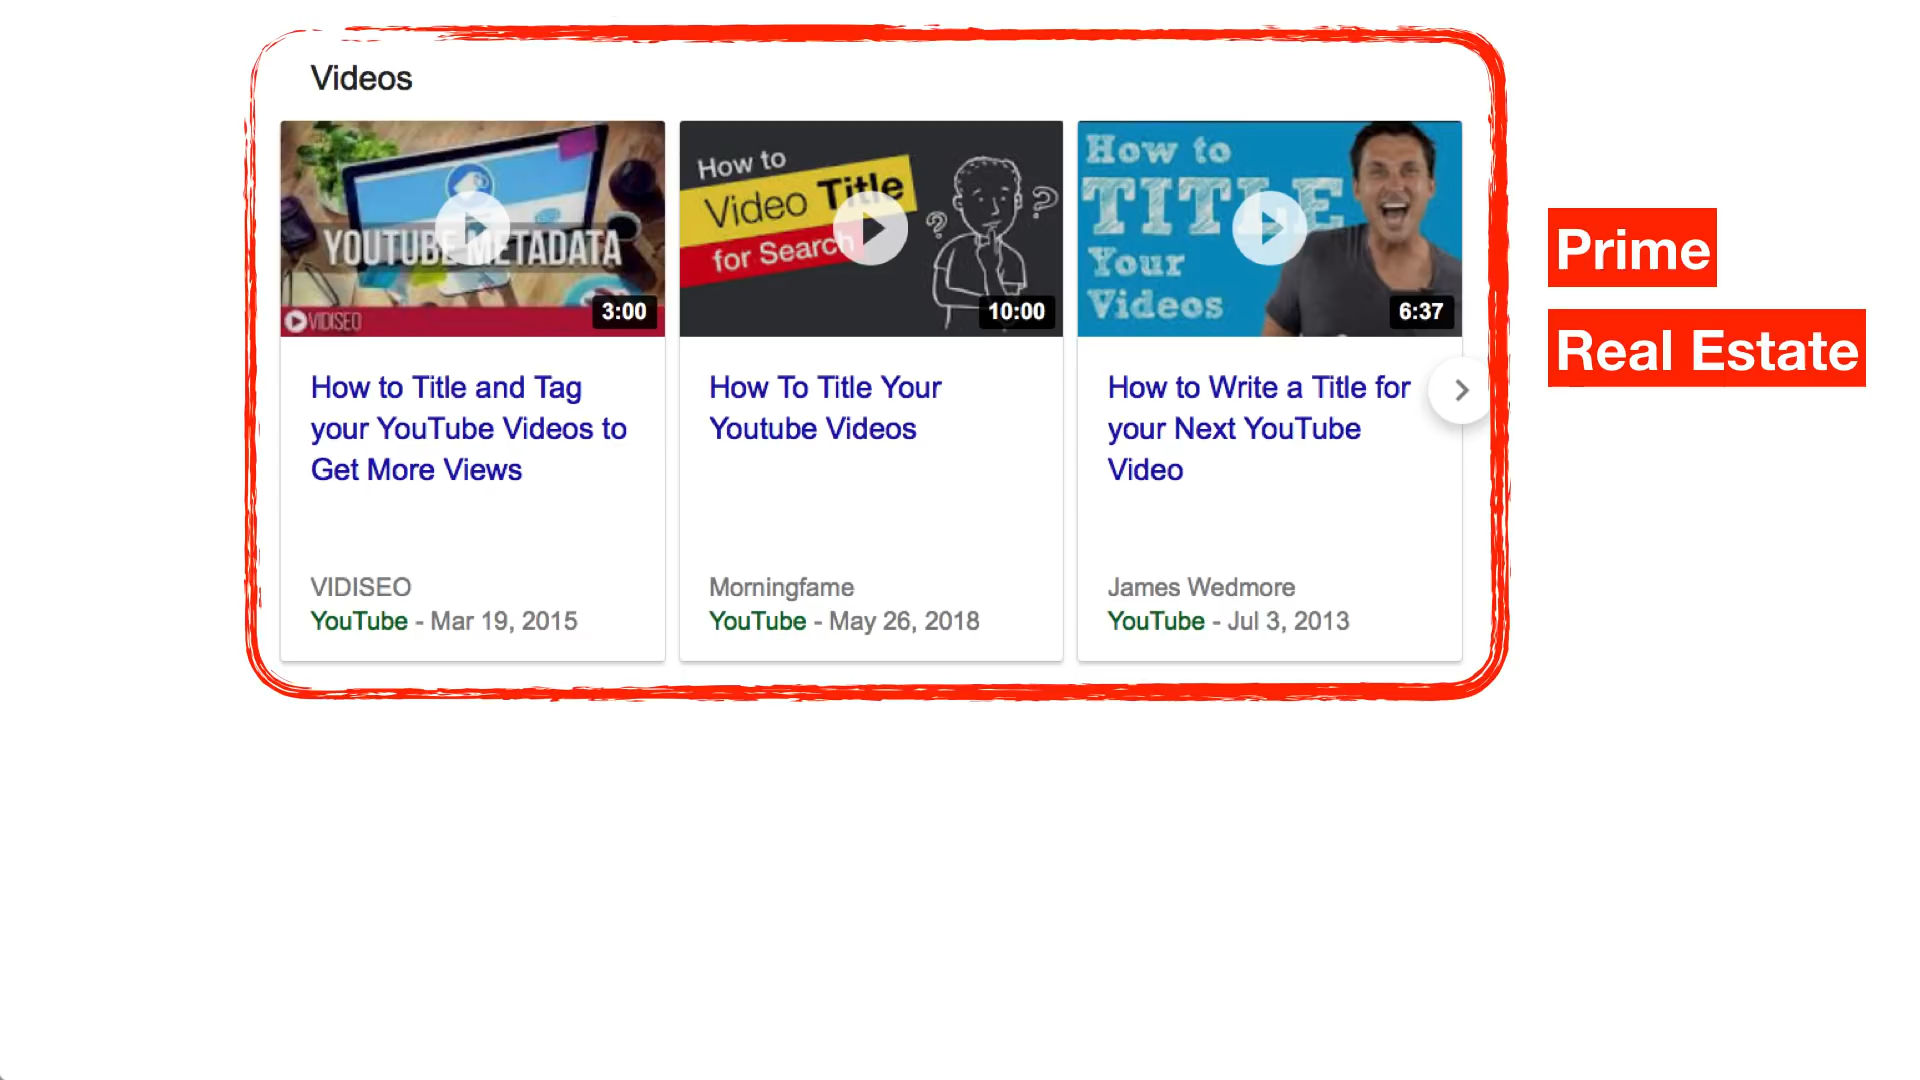 Videos
YOUTUBE METADATA
VIDISEO
3:00
How to
Video Title
for Search
? ?
10:00
How to
TITLE
Your
Videos
6:37
How to Title and Tag
your YouTube Videos to
Get More Views
VIDISEO
YouTube - Mar 19, 2015
How To Title Your
Youtube Videos
Morningfame
YouTube - May 26, 2018
How to Write a Title for
your Next YouTube
Video
James Wedmore
YouTube - Jul 3, 2013
Prime
Real Estate